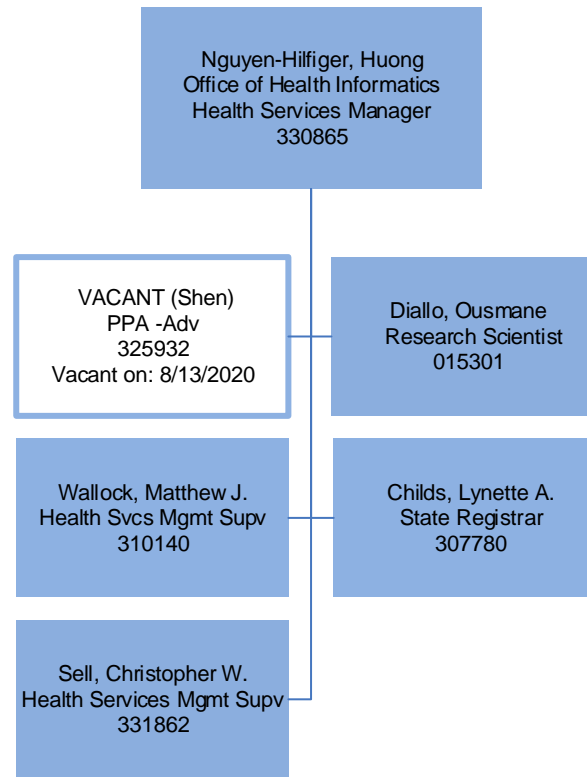 Nguyen-Hilfiger, Huong
Office of Health Informatics
Health Services Manager
330865
VACANT (Shen)
PPA -Adv
325932
Vacant on: 8/13/2020
Diallo, Ousmane
Research Scientist
015301
Wallock, Matthew J.
Health Svcs Mgmt Supv
310140
Childs, Lynette A.
State Registrar
307780
Sell, Christopher W.
Health Services Mgmt Supv
331862